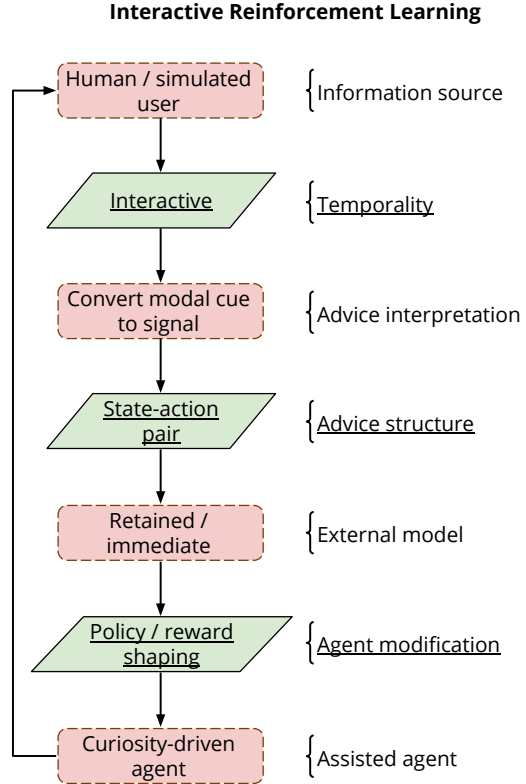 Interactive Reinforcement Learning
Human / simulated
user
{Information source
Interactive
{Temporality
Convert modal cue
to signal
{Advice interpretation
State-action
pair
{Advice structure
Retained /
immediate
{External model
Policy / reward
shaping
{Agent modification
Curiosity-driven
agent
{Assisted agent